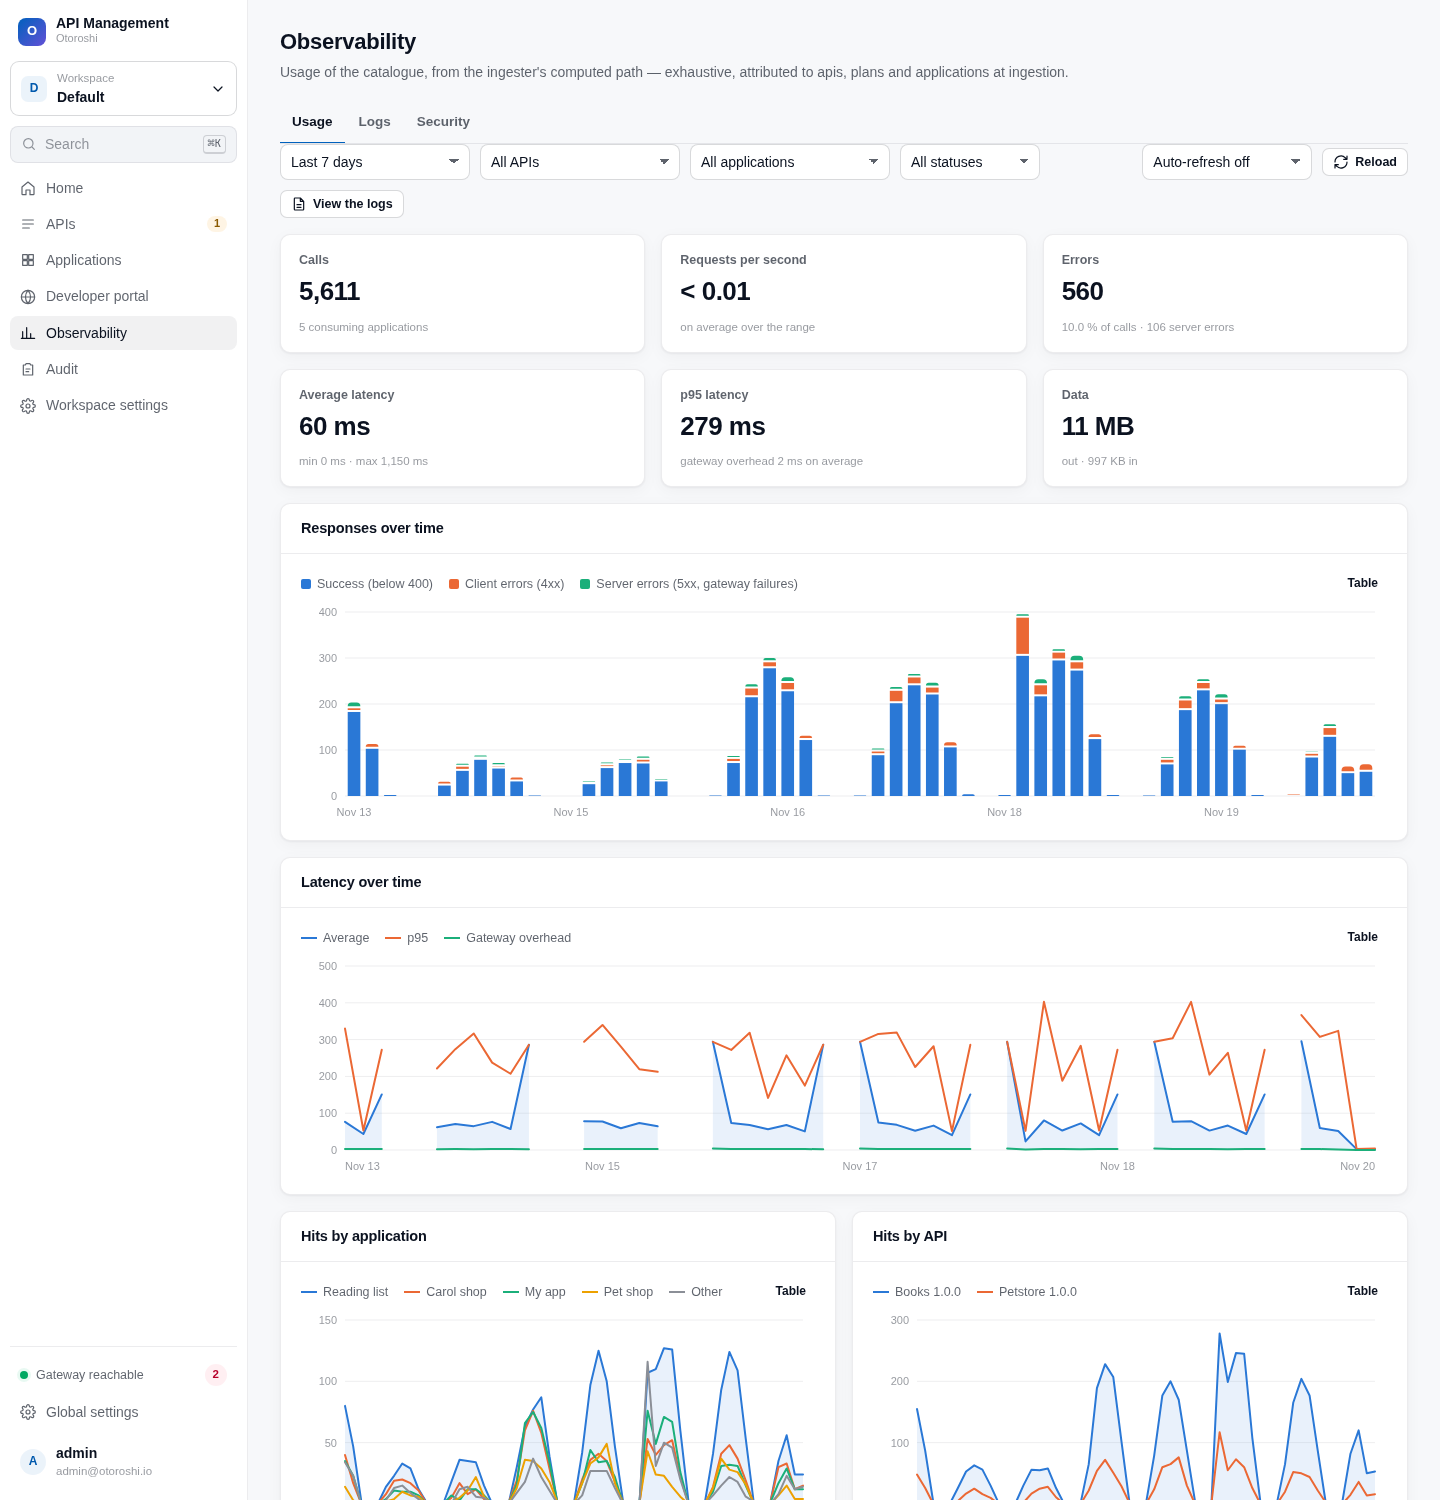 O
API Management
Otoroshi
D
Workspace
Default
Search
⌘K
Home
APIs
1
Applications
Developer portal
Observability
Audit
Workspace settings
Gateway reachable
2
Global settings
A
admin
admin@otoroshi.io
Observability
Usage of the catalogue, from the ingester's computed path — exhaustive, attributed to apis, plans and applications at ingestion.
Usage
Logs
Security
Last 7 days
All APIs
All applications
All statuses
Auto-refresh off
Reload
View the logs
Calls
5,611
5 consuming applications
Requests per second
< 0.01
on average over the range
Errors
560
10.0 % of calls · 106 server errors
Average latency
60 ms
min 0 ms · max 1,150 ms
p95 latency
279 ms
gateway overhead 2 ms on average
Data
11 MB
out · 997 KB in
Responses over time
Success (below 400)
Client errors (4xx)
Server errors (5xx, gateway failures)
Table
400
300
200
100
0
Nov 13
Nov 15
Nov 16
Nov 18
Nov 19
Latency over time
Average
p95
Gateway overhead
Table
500
400
300
200
100
0
Nov 13
Nov 15
Nov 17
Nov 18
Nov 20
Hits by application
Reading list
Carol shop
My app
Pet shop
Other
Table
150
100
50
Hits by API
Books 1.0.0
Petstore 1.0.0
Table
300
200
100